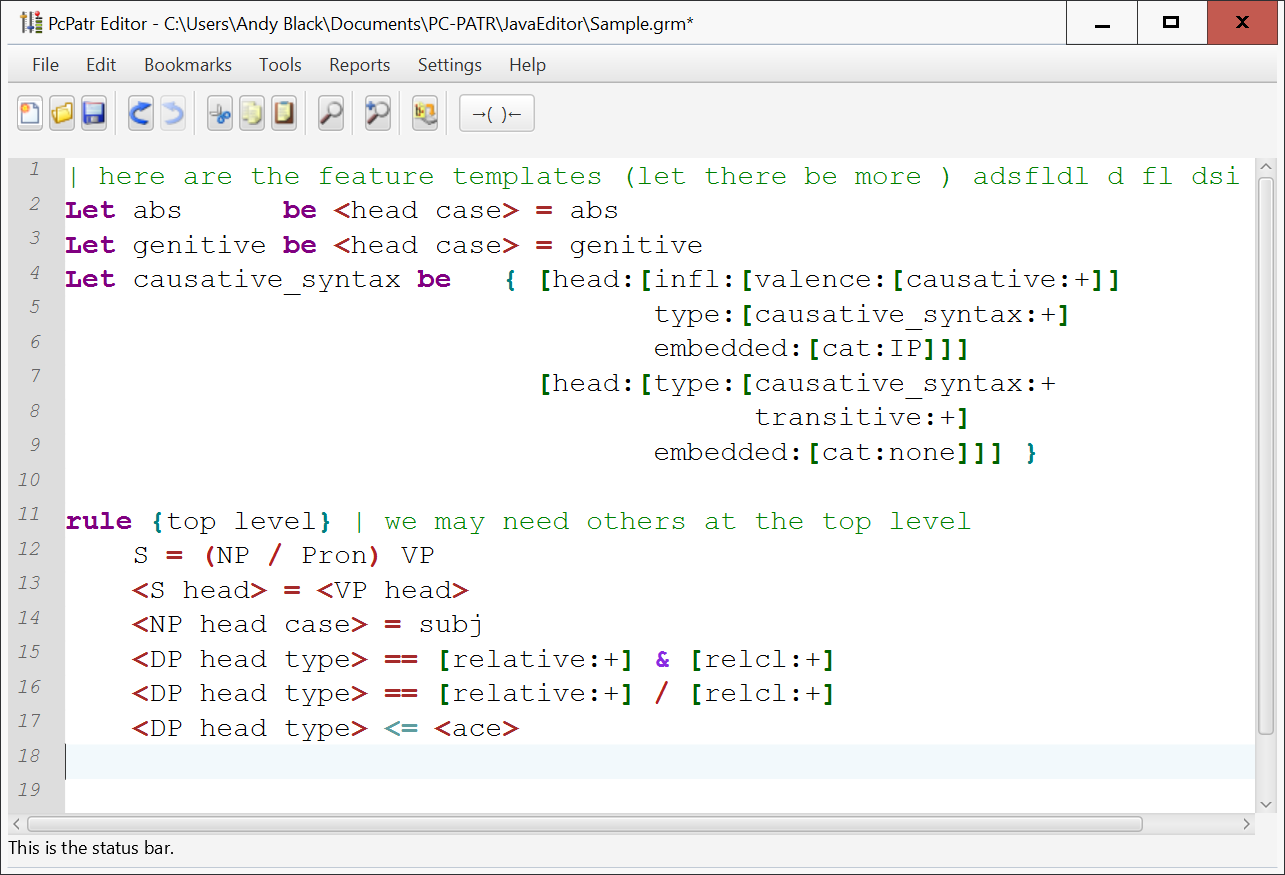 PcPatr Editor - C:\Users\Andy Black\Documents\PC-PATR\JavaEditor\Sample.grm*
File Edit Bookmarks Tools Reports Settings Help
→( )←
1 | here are the feature templates (let there be more ) adsfldl d fl dsi
2 Let abs      be <head case> = abs
3 Let genitive be <head case> = genitive
4 Let causative_syntax be   { [head:[infl:[valence:[causative:+]]
5                                    type:[causative_syntax:+]
6                                    embedded:[cat:IP]]]
7                             [head:[type:[causative_syntax:+
8                                          transitive:+]
9                                    embedded:[cat:none]]] }
10
11 rule {top level} | we may need others at the top level
12     S = (NP / Pron) VP
13     <S head> = <VP head>
14     <NP head case> = subj
15     <DP head type> == [relative:+] & [relcl:+]
16     <DP head type> == [relative:+] / [relcl:+]
17     <DP head type> <= <ace>
18
19
This is the status bar.